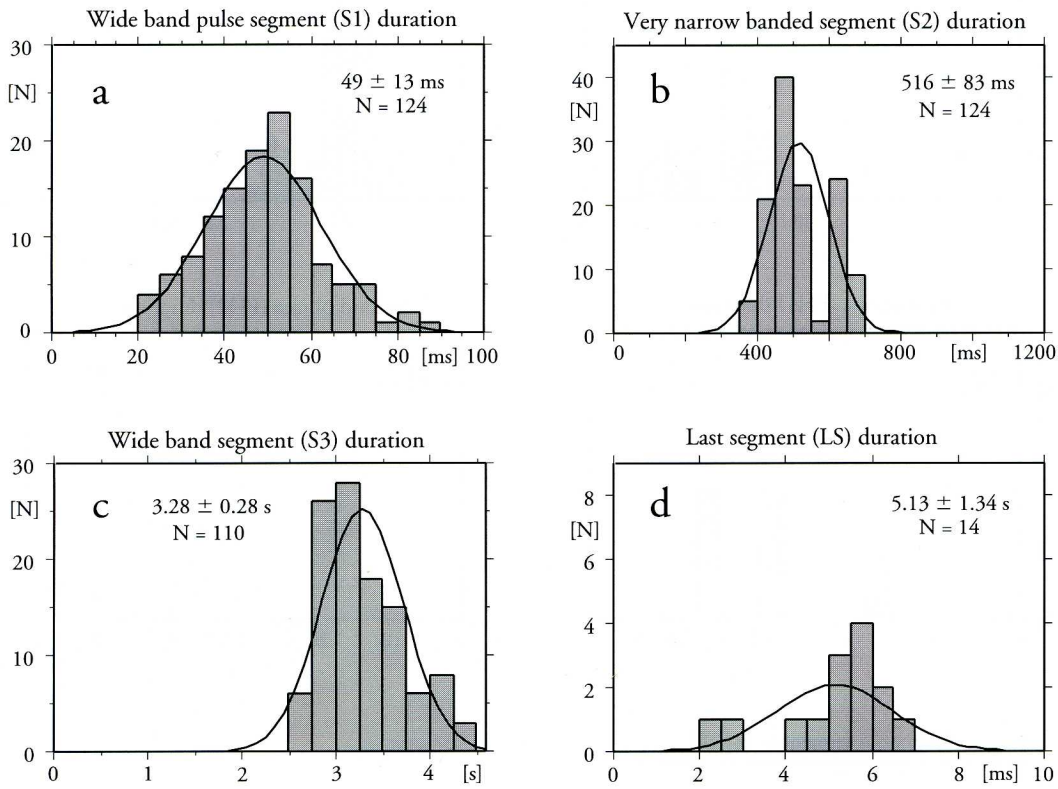 Wide band pulse segment (S1) duration
30
[N]
20
10
0
a
49 ± 13 ms
N = 124
0 20 40 60 80 [ms] 100
Very narrow banded segment (S2) duration
40
[N]
30
20
10
0
b
516 ± 83 ms
N = 124
0 400 800 [ms] 1200
Wide band segment (S3) duration
30
[N]
20
10
0
c
3.28 ± 0.28 s
N = 110
0 1 2 3 4 [s]
Last segment (LS) duration
8
[N]
6
4
2
0
d
5.13 ± 1.34 s
N = 14
0 2 4 6 8 [ms] 10